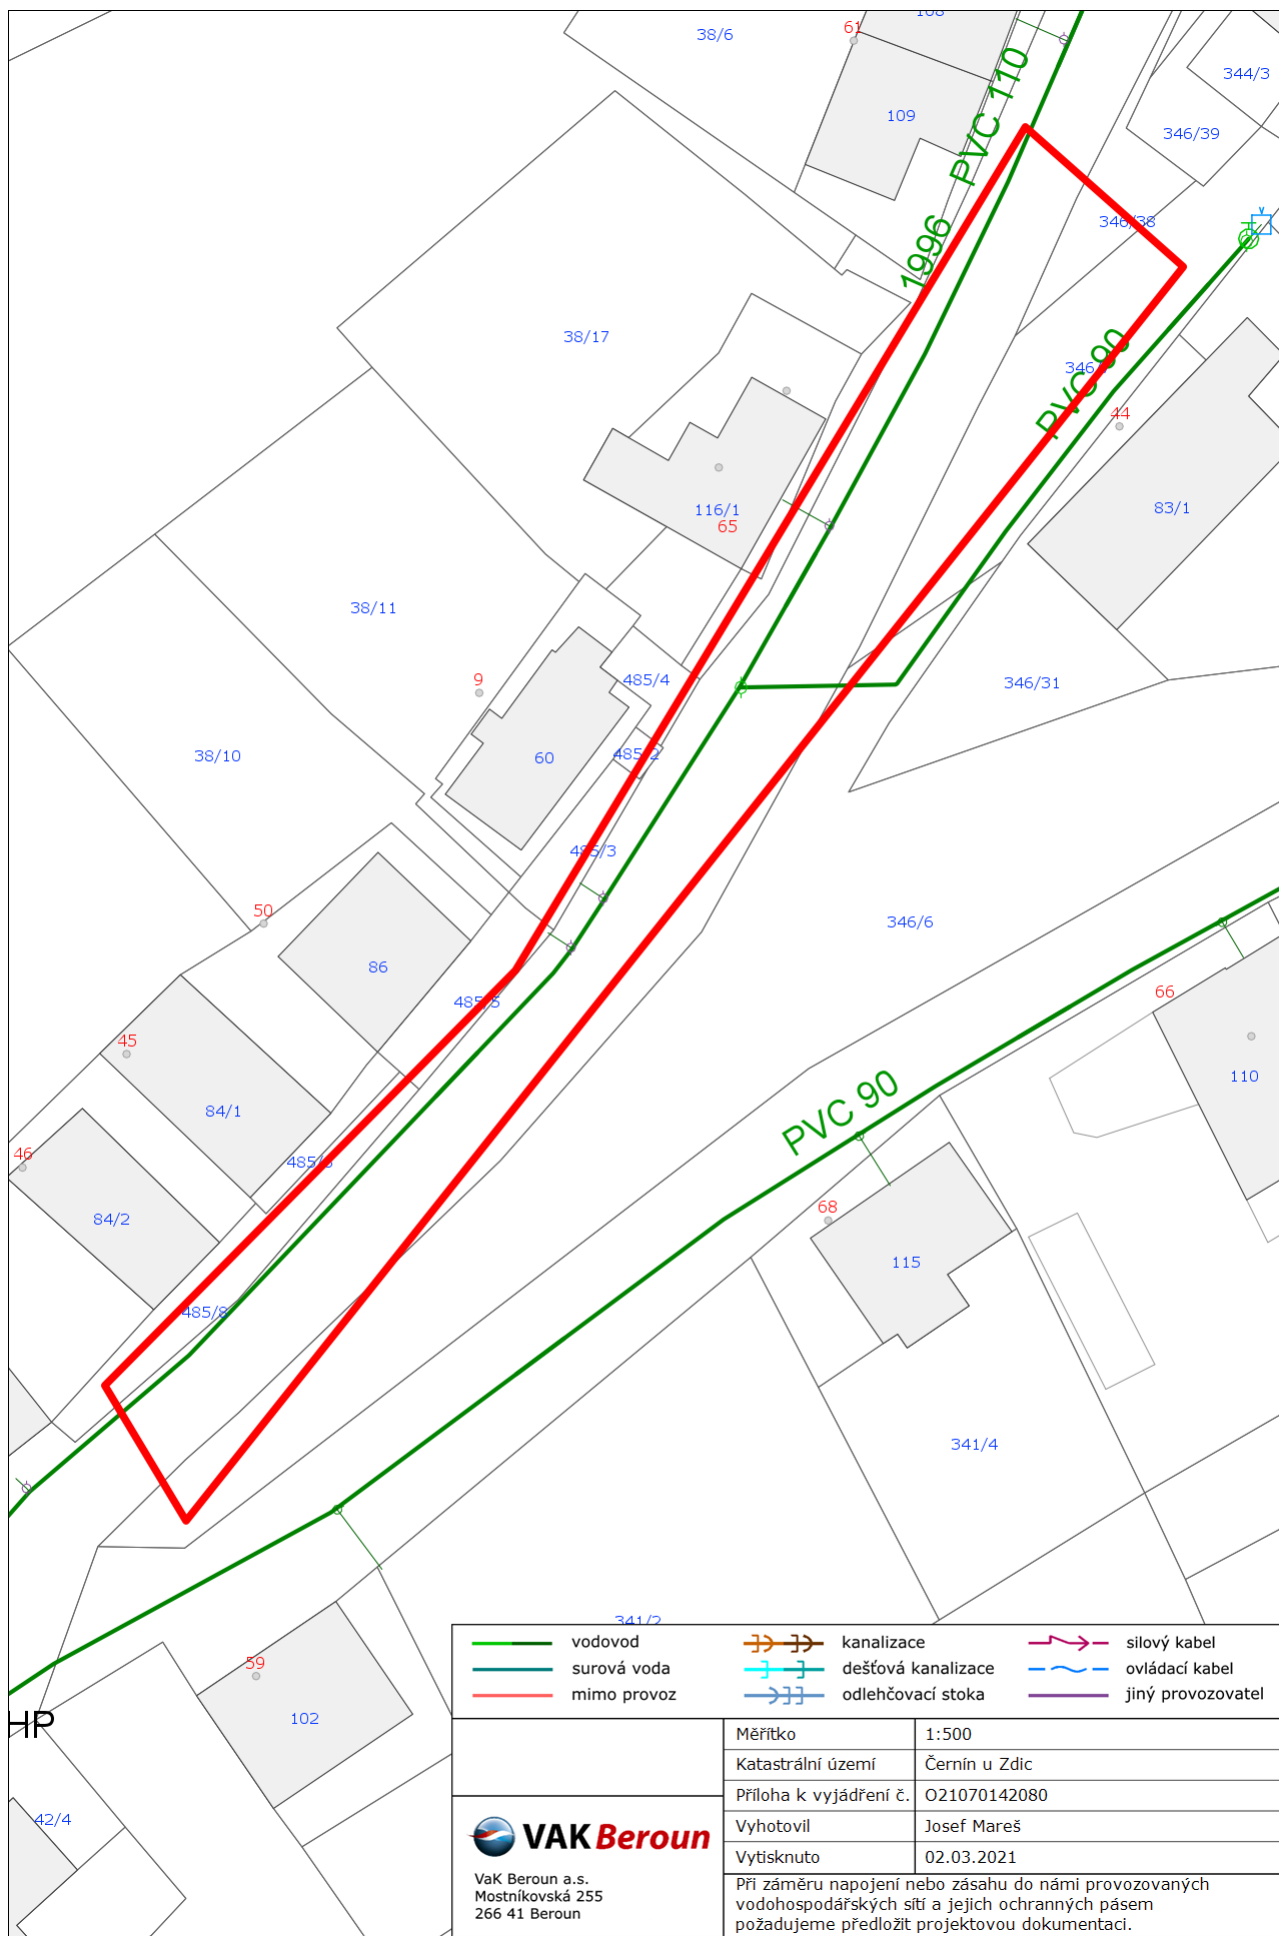 108
61
38/6
344/3
109
PVC 110
346/39
346/38
1996
38/17
PVC 90
44
83/1
116/1
65
38/11
9
485/4
346/31
38/10
60
485/2
485/3
50
346/6
86
485/5
66
45
110
PVC 90
84/1
46
485/6
68
84/2
115
485/8
341/4
341/2
59
102
HP
42/4
vodovod
kanalizace
silový kabel
surová voda
dešťová kanalizace
ovládací kabel
mimo provoz
odlehčovací stoka
jiný provozovatel
Měřítko 1:500
Katastrální území Černín u Zdic
Příloha k vyjádření č. O21070142080
Vyhotovil Josef Mareš
Vytisknuto 02.03.2021
VAK Beroun
VaK Beroun a.s.
Mostníkovská 255
266 41 Beroun
Při záměru napojení nebo zásahu do námi provozovaných
vodohospodářských sítí a jejich ochranných pásem
požadujeme předložit projektovou dokumentaci.